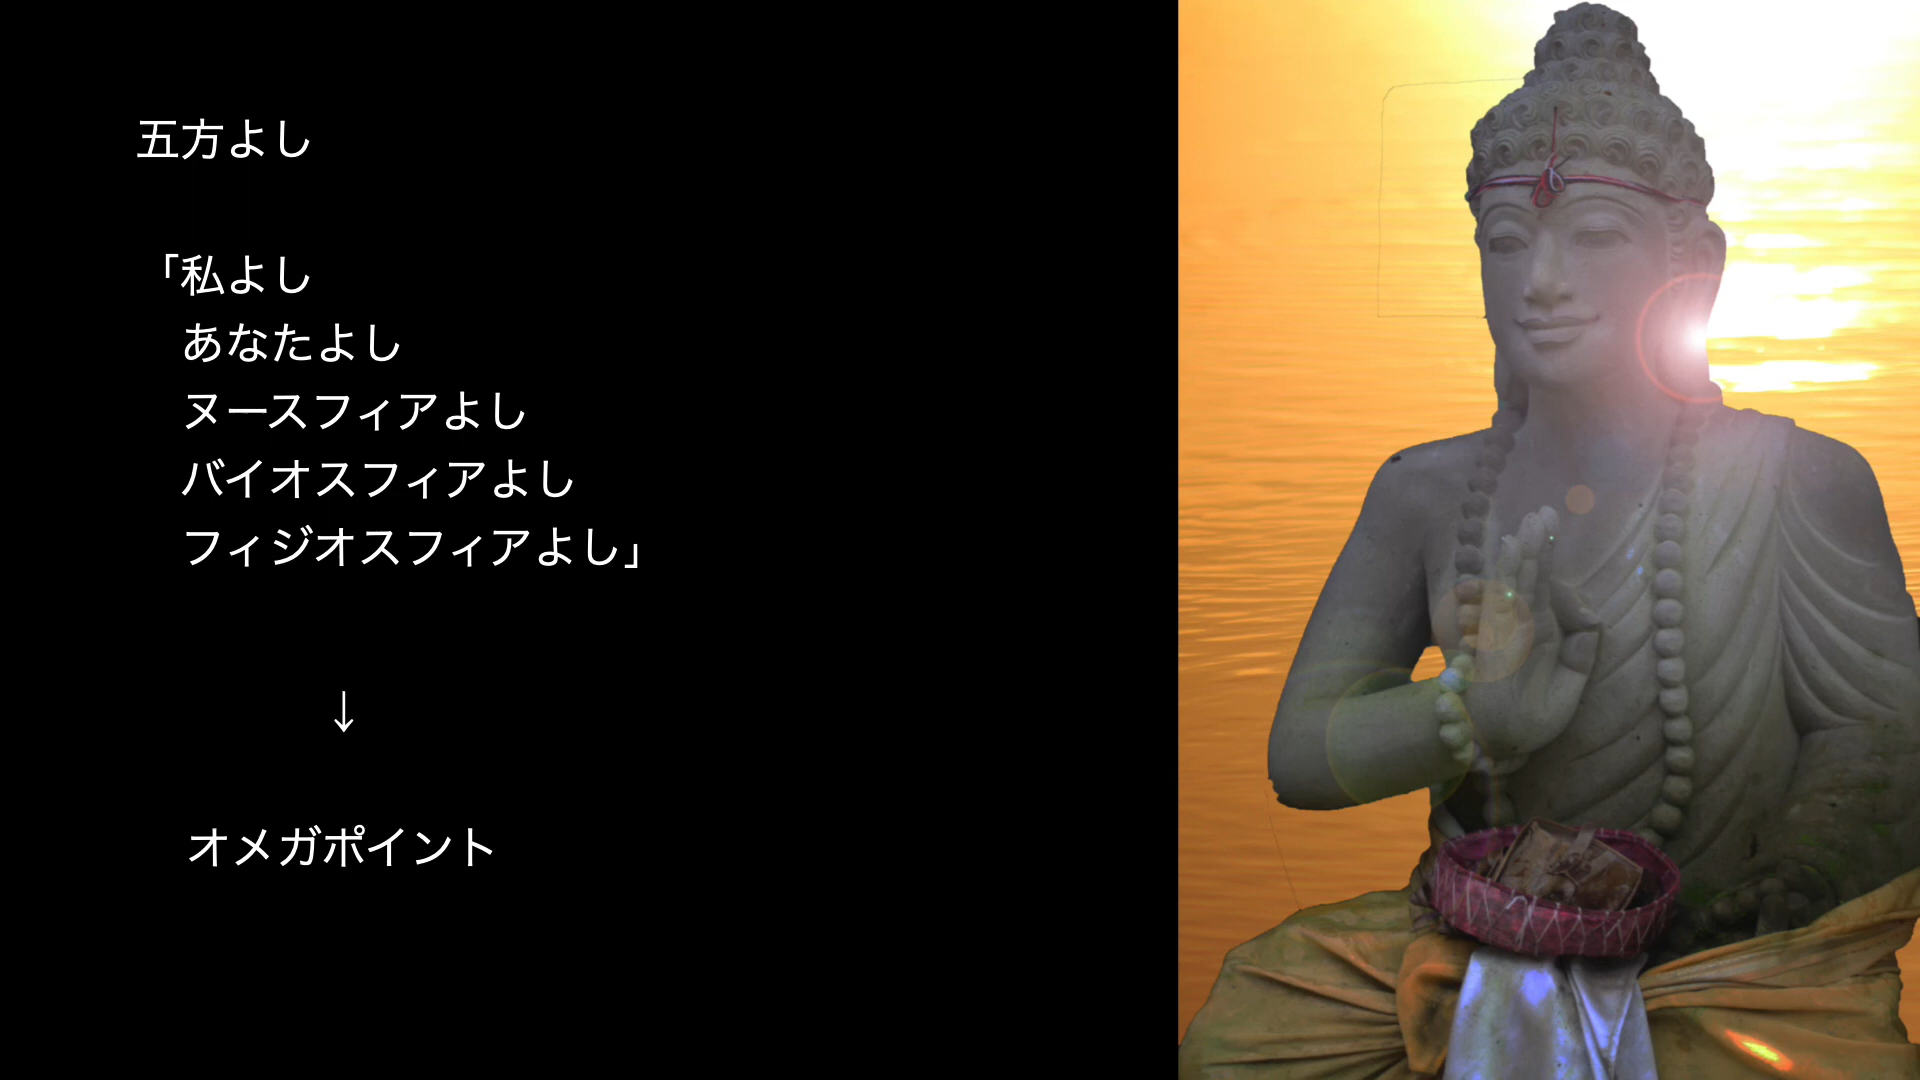 五方よし
「私よし
あなたよし
ヌースフィアよし
バイオスフィアよし
フィジオスフィアよし」
↓
オメガポイント